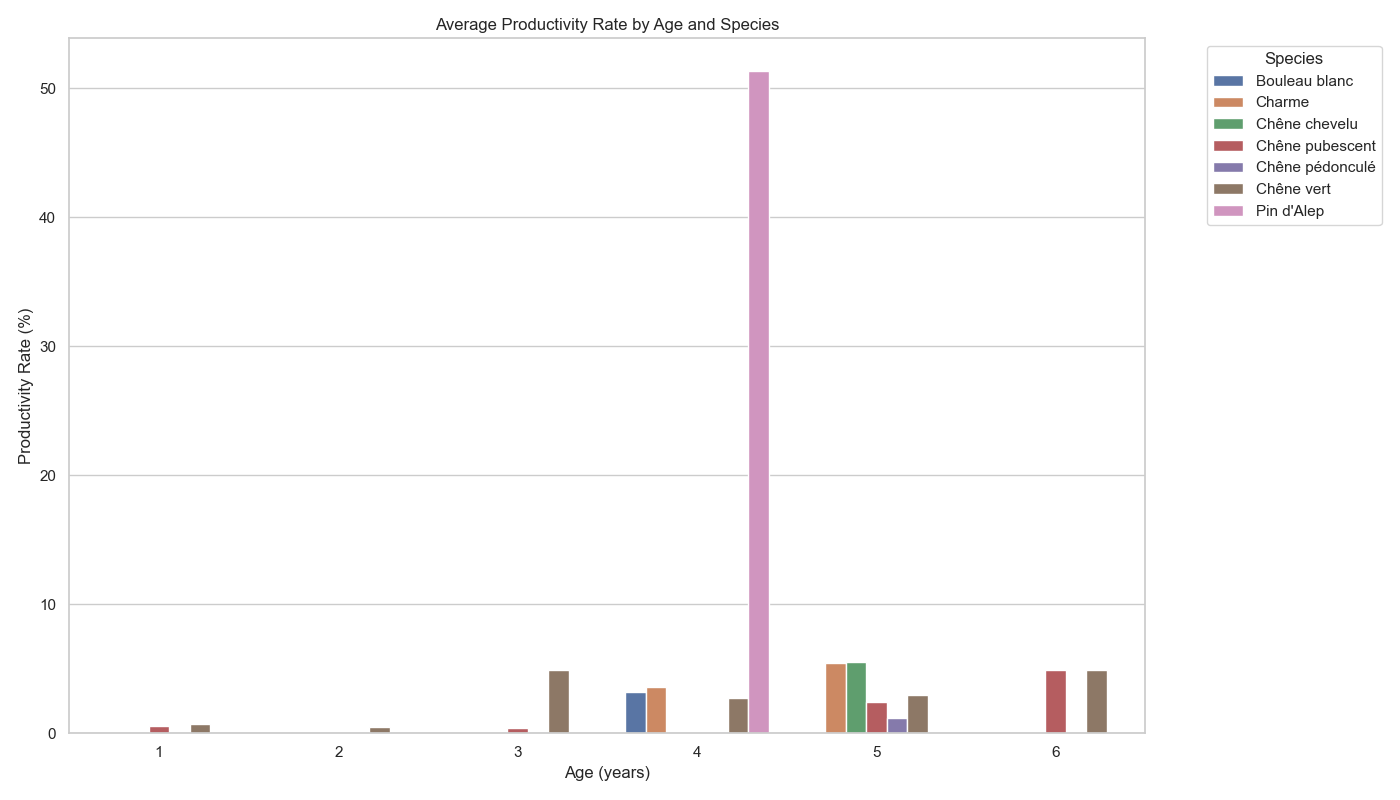 Average Productivity Rate by Age and Species
Productivity Rate (%)
50
40
30
20
10
0
1 2 3 4 5 6
Age (years)
Species
Bouleau blanc
Charme
Chêne chevelu
Chêne pubescent
Chêne pédonculé
Chêne vert
Pin d'Alep